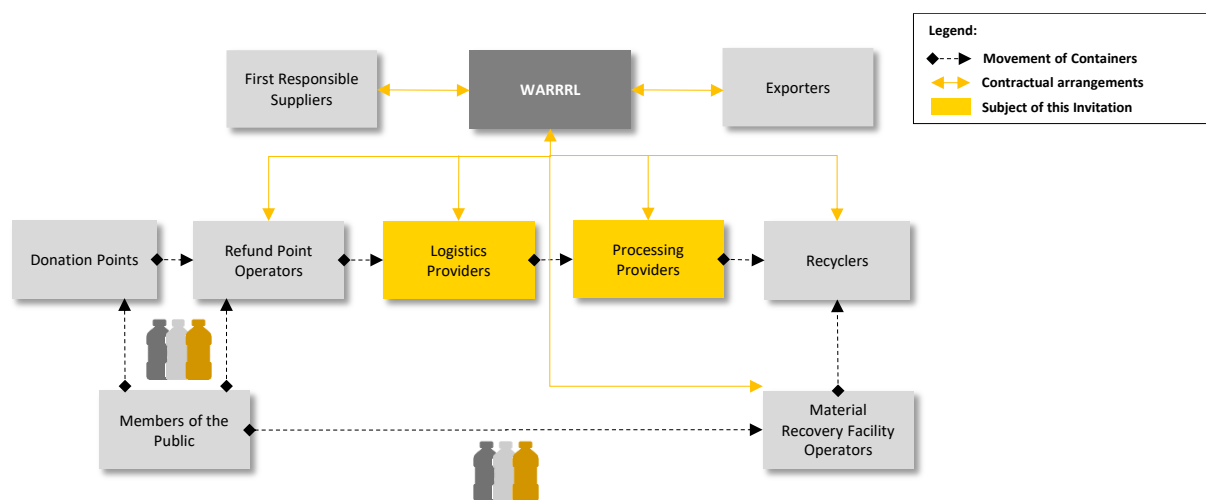 Legend:
Movement of Containers
Contractual arrangements
Subject of this Invitation
First Responsible
Suppliers
WARRRL
Exporters
Donation Points
Refund Point
Operators
Logistics
Providers
Processing
Providers
Recyclers
Members of the
Public
Material
Recovery Facility
Operators